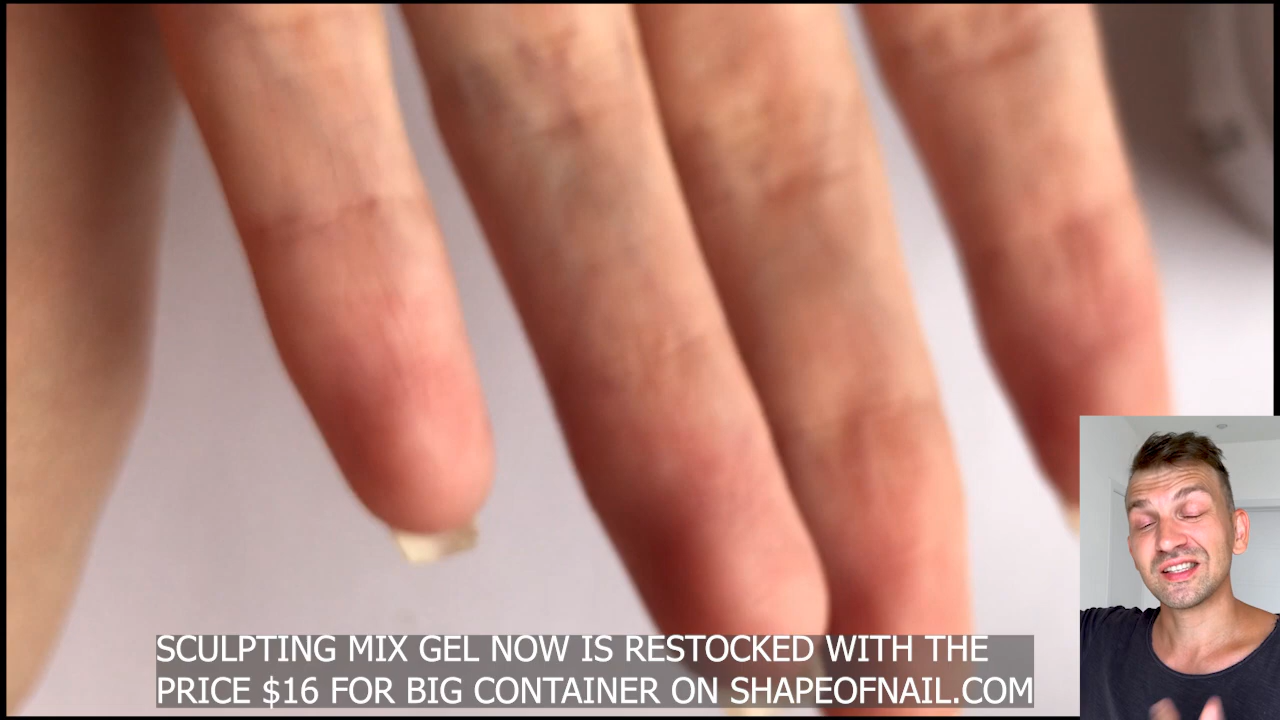 SCULPTING MIX GEL NOW IS RESTOCKED WITH THE
PRICE $16 FOR BIG CONTAINER ON SHAPEOFNAIL.COM